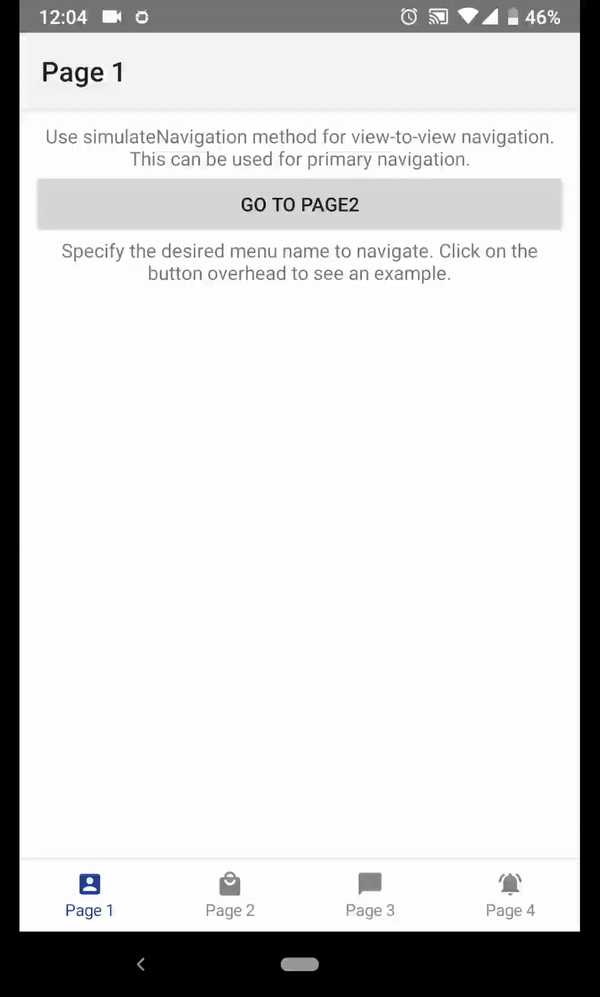 12:04
46%
Page 1
Use simulateNavigation method for view-to-view navigation.
This can be used for primary navigation.
GO TO PAGE2
Specify the desired menu name to navigate. Click on the
button overhead to see an example.
Page 1
Page 2
Page 3
Page 4